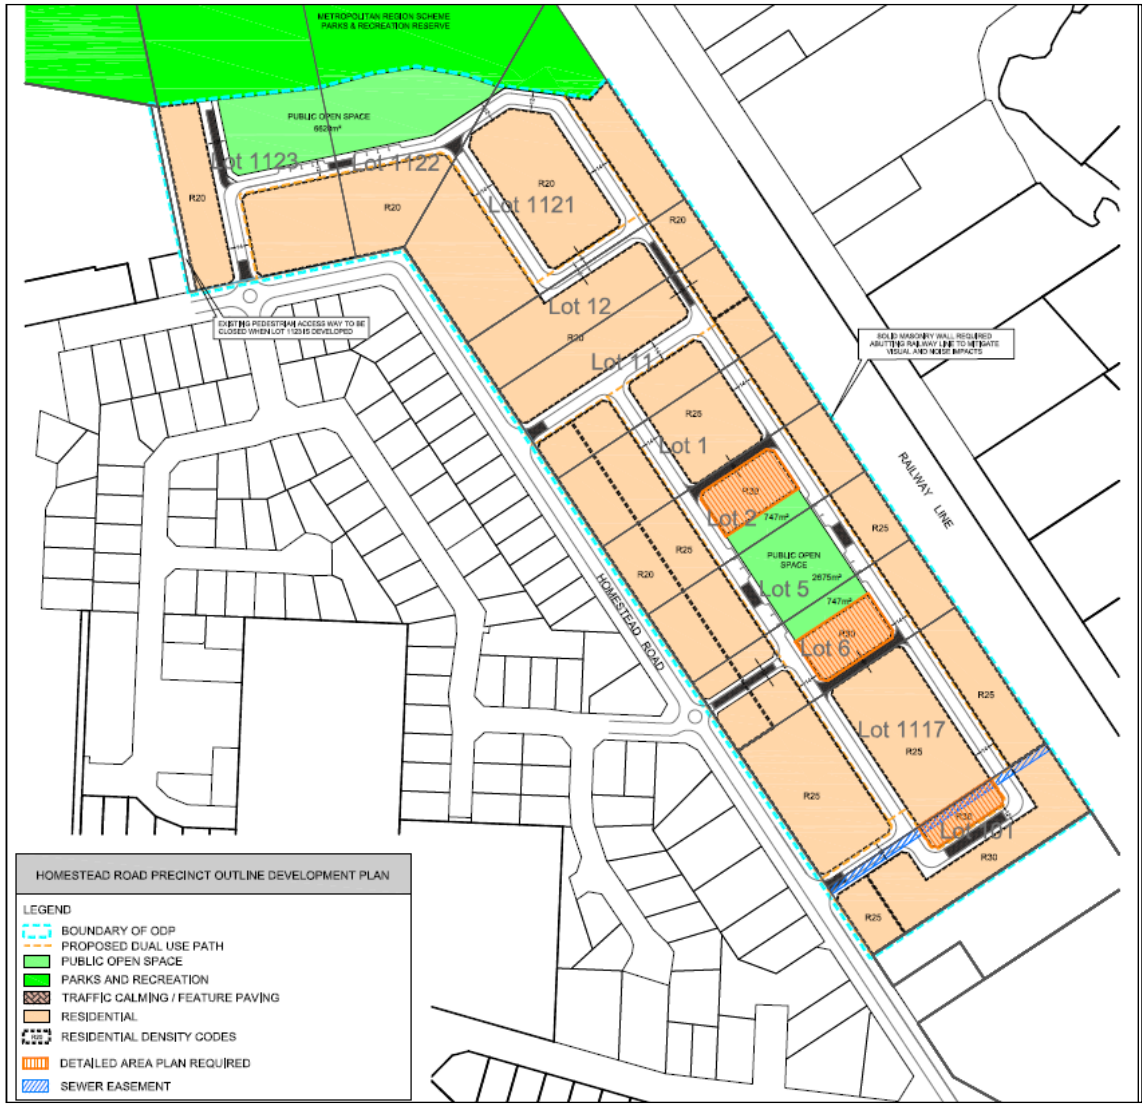 METROPOLITAN REGION SCHEME
PARKS & RECREATION RESERVE
PUBLIC OPEN SPACE
Lot 1123
Lot 1122
R20
R20
R20
Lot 1121
R20
Lot 12
R20
EXISTING PEDESTRIAN ACCESS WAY TO BE
CLOSED WHEN LOT 1123 IS DEVELOPED
SOLID MASONRY WALL REQUIRED
ABUTTING RAILWAY LINE TO MITIGATE
VISUAL AND NOISE IMPACTS
Lot 11
R25
Lot 1
RAILWAY LINE
R30
Lot 2
747m²
R25
R25
PUBLIC OPEN
SPACE
2675m²
R20
Lot 5
747m²
HOMESTEAD ROAD
R30
Lot 6
R25
Lot 1117
R25
R25
R30
Lot 101
R30
R25
HOMESTEAD ROAD PRECINCT OUTLINE DEVELOPMENT PLAN
LEGEND
BOUNDARY OF ODP
PROPOSED DUAL USE PATH
PUBLIC OPEN SPACE
PARKS AND RECREATION
TRAFFIC CALMING / FEATURE PAVING
RESIDENTIAL
R20
RESIDENTIAL DENSITY CODES
DETAILED AREA PLAN REQUIRED
SEWER EASEMENT